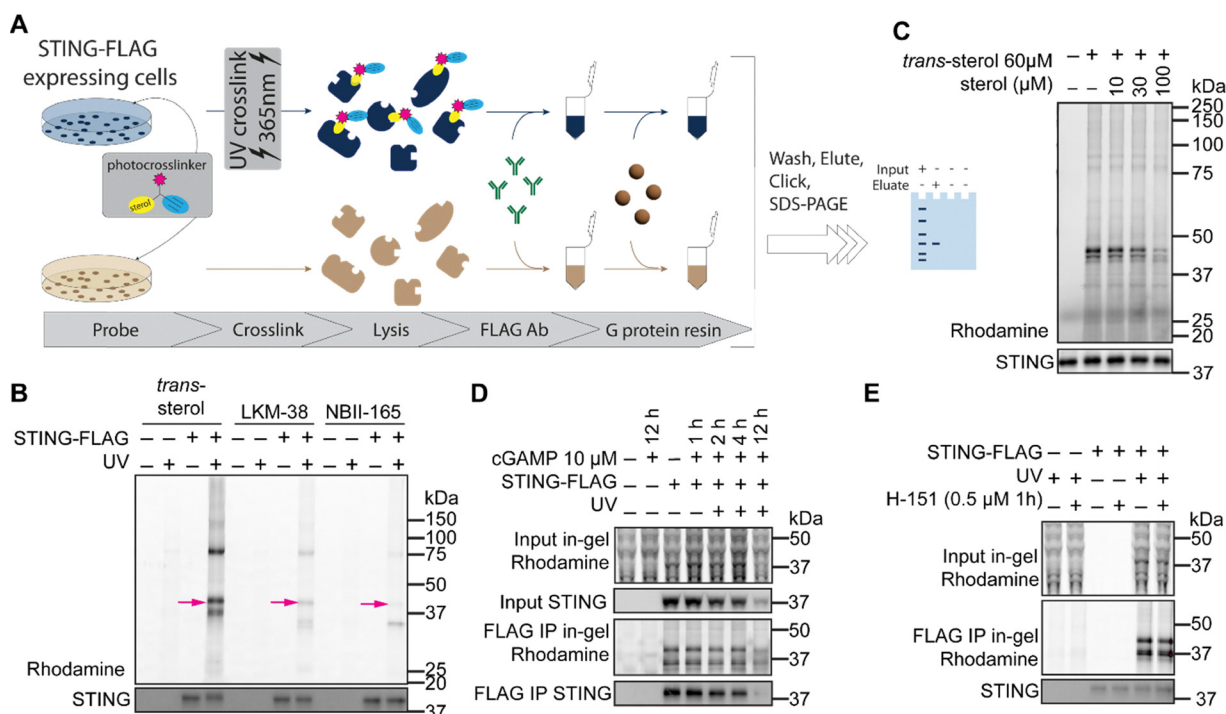 A
STING-FLAG
expressing cells
photocrosslinker
sterol
UV crosslink
365nm
Wash, Elute,
Click,
SDS-PAGE
Input + - - -
Eluate - + - -
Probe Crosslink Lysis FLAG Ab G protein resin
C
trans-sterol 60µM – + + + +
sterol (µM) – – 10 30 100
kDa
250
150
100
75
50
37
25
20
Rhodamine
STING
37
B
trans-
sterol LKM-38 NBII-165
STING-FLAG – – + + – – + + – – + +
UV – + – + – + – + – + – +
kDa
150
100
75
50
37
25
20
Rhodamine
STING
37
D
12 h 1 h 2 h 4 h 12 h
cGAMP 10 µM – + – + + + +
STING-FLAG – – + + + + +
UV – – – – + + +
kDa
Input in-gel
Rhodamine
50
37
Input STING
37
FLAG IP in-gel
Rhodamine
50
37
FLAG IP STING
37
E
STING-FLAG – – + + + +
UV + + – – + +
H-151 (0.5 µM 1h) – + – + – +
kDa
Input in-gel
Rhodamine
50
37
FLAG IP in-gel
Rhodamine
50
37
STING
37